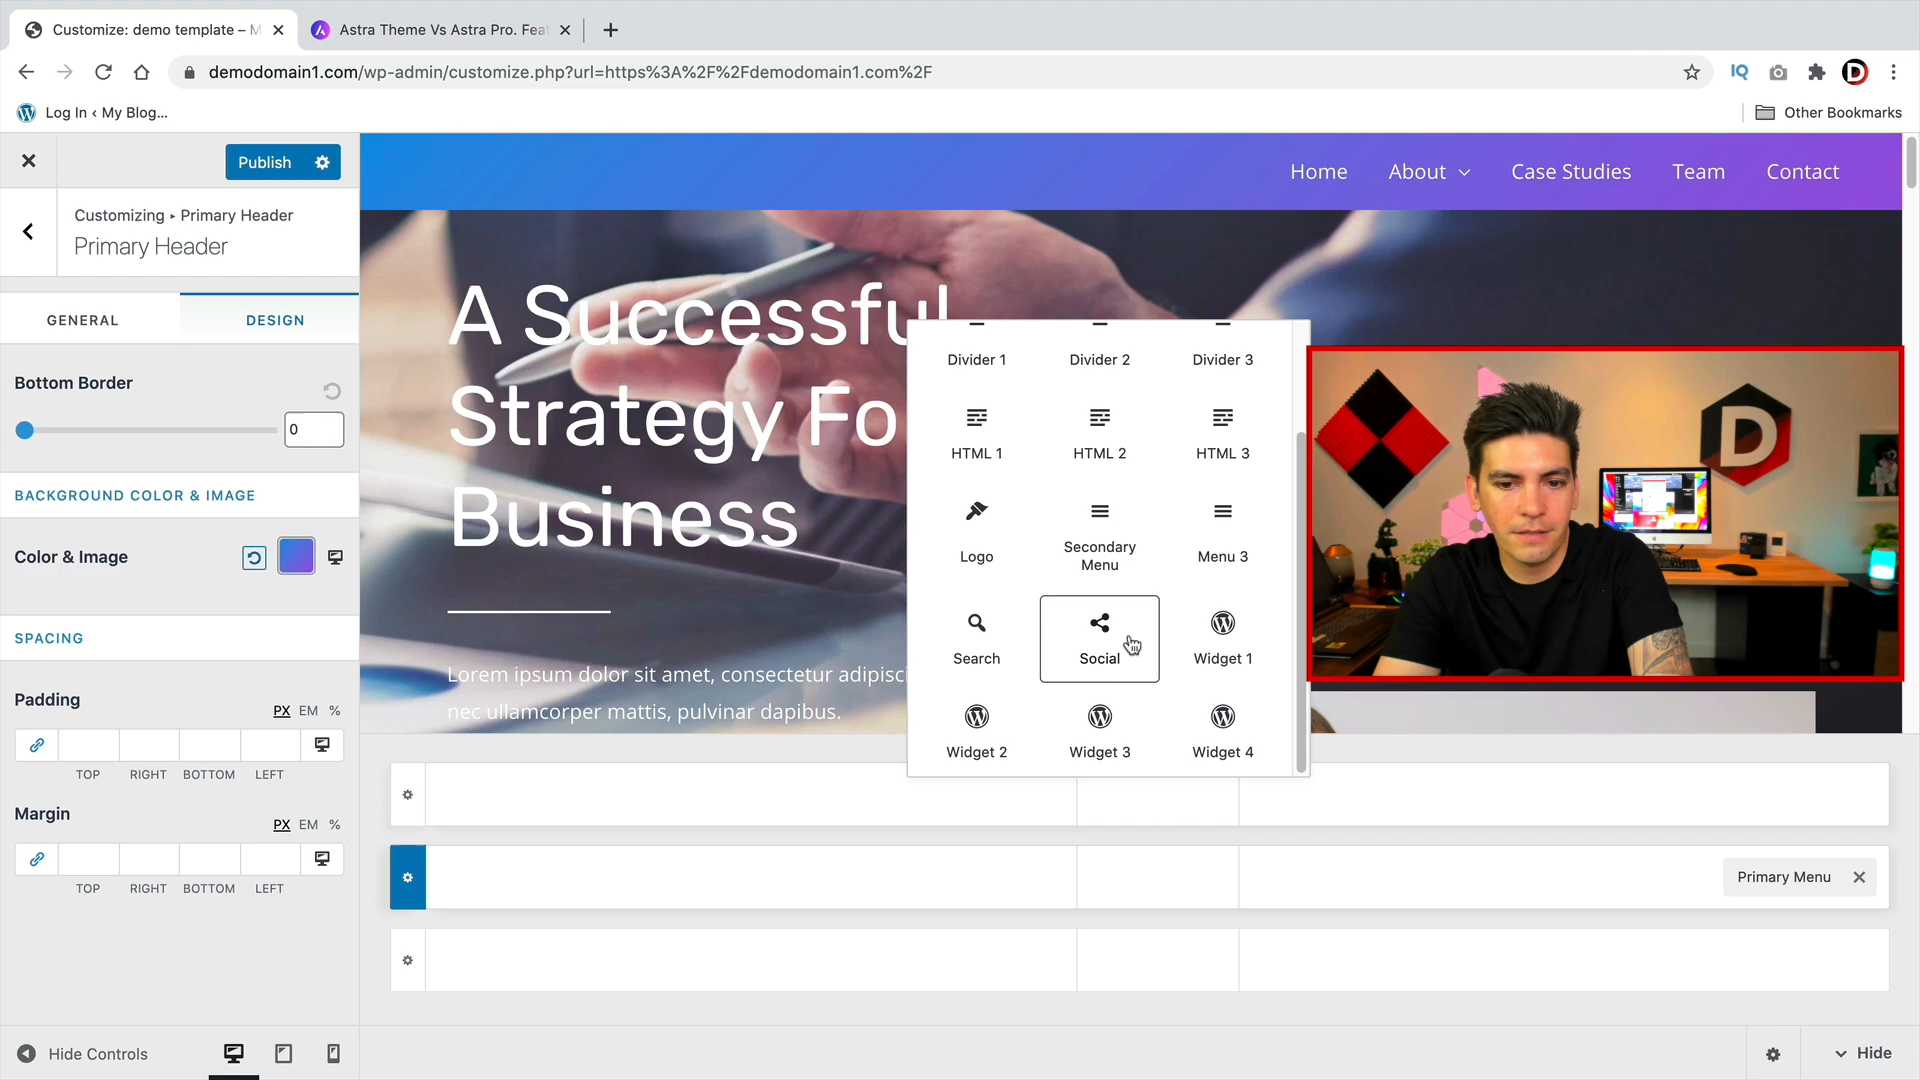 Customize: demo template – M
Astra Theme Vs Astra Pro. Feat
demodomain1.com/wp-admin/customize.php?url=https%3A%2F%2Fdemodomain1.com%2F
IQ
D
Log In ‹ My Blog...
Other Bookmarks
Publish
Customizing ▸ Primary Header
Primary Header
GENERAL
DESIGN
Bottom Border
0
BACKGROUND COLOR & IMAGE
Color & Image
SPACING
Padding
PX EM %
TOP RIGHT BOTTOM LEFT
Margin
PX EM %
TOP RIGHT BOTTOM LEFT
Hide Controls
Home About Case Studies Team Contact
A Successful
Strategy Fo
Business
Lorem ipsum dolor sit amet, consectetur adipisci
nec ullamcorper mattis, pulvinar dapibus.
Divider 1 Divider 2 Divider 3
HTML 1 HTML 2 HTML 3
Logo Secondary Menu 3
Menu
Search Social Widget 1
Widget 2 Widget 3 Widget 4
D
Primary Menu
Hide